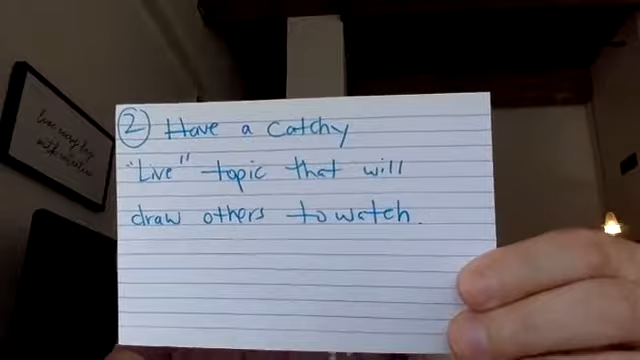 ② Have a Catchy
"Live" topic that will
draw others to watch.